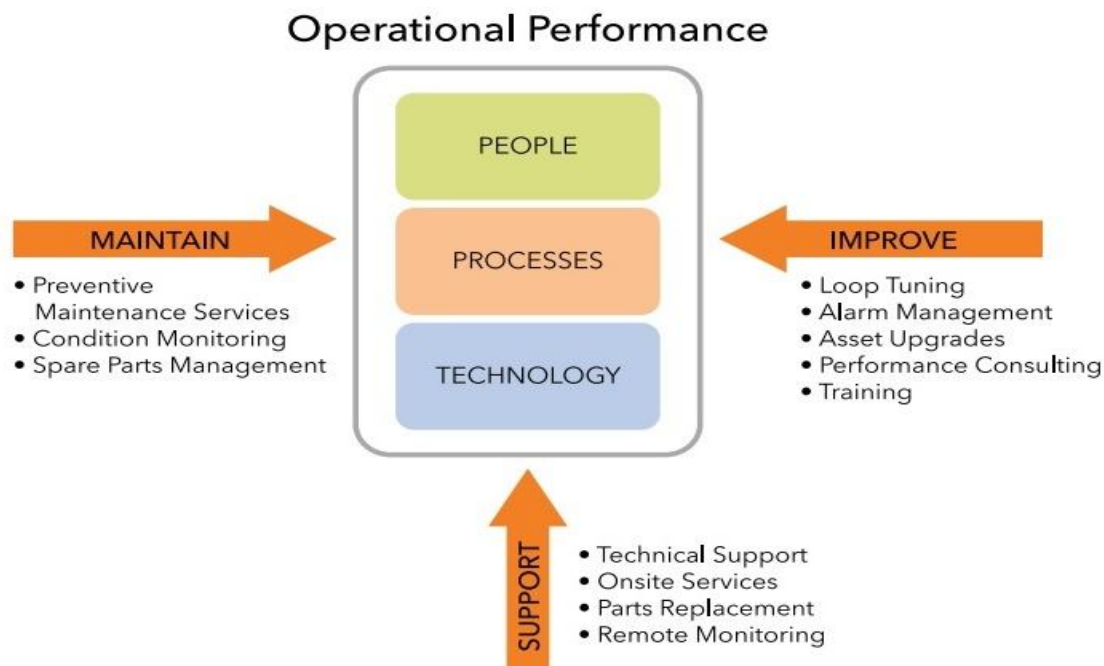 Operational Performance
PEOPLE
PROCESSES
TECHNOLOGY
MAINTAIN
• Preventive
Maintenance Services
• Condition Monitoring
• Spare Parts Management
IMPROVE
• Loop Tuning
• Alarm Management
• Asset Upgrades
• Performance Consulting
• Training
SUPPORT
• Technical Support
• Onsite Services
• Parts Replacement
• Remote Monitoring